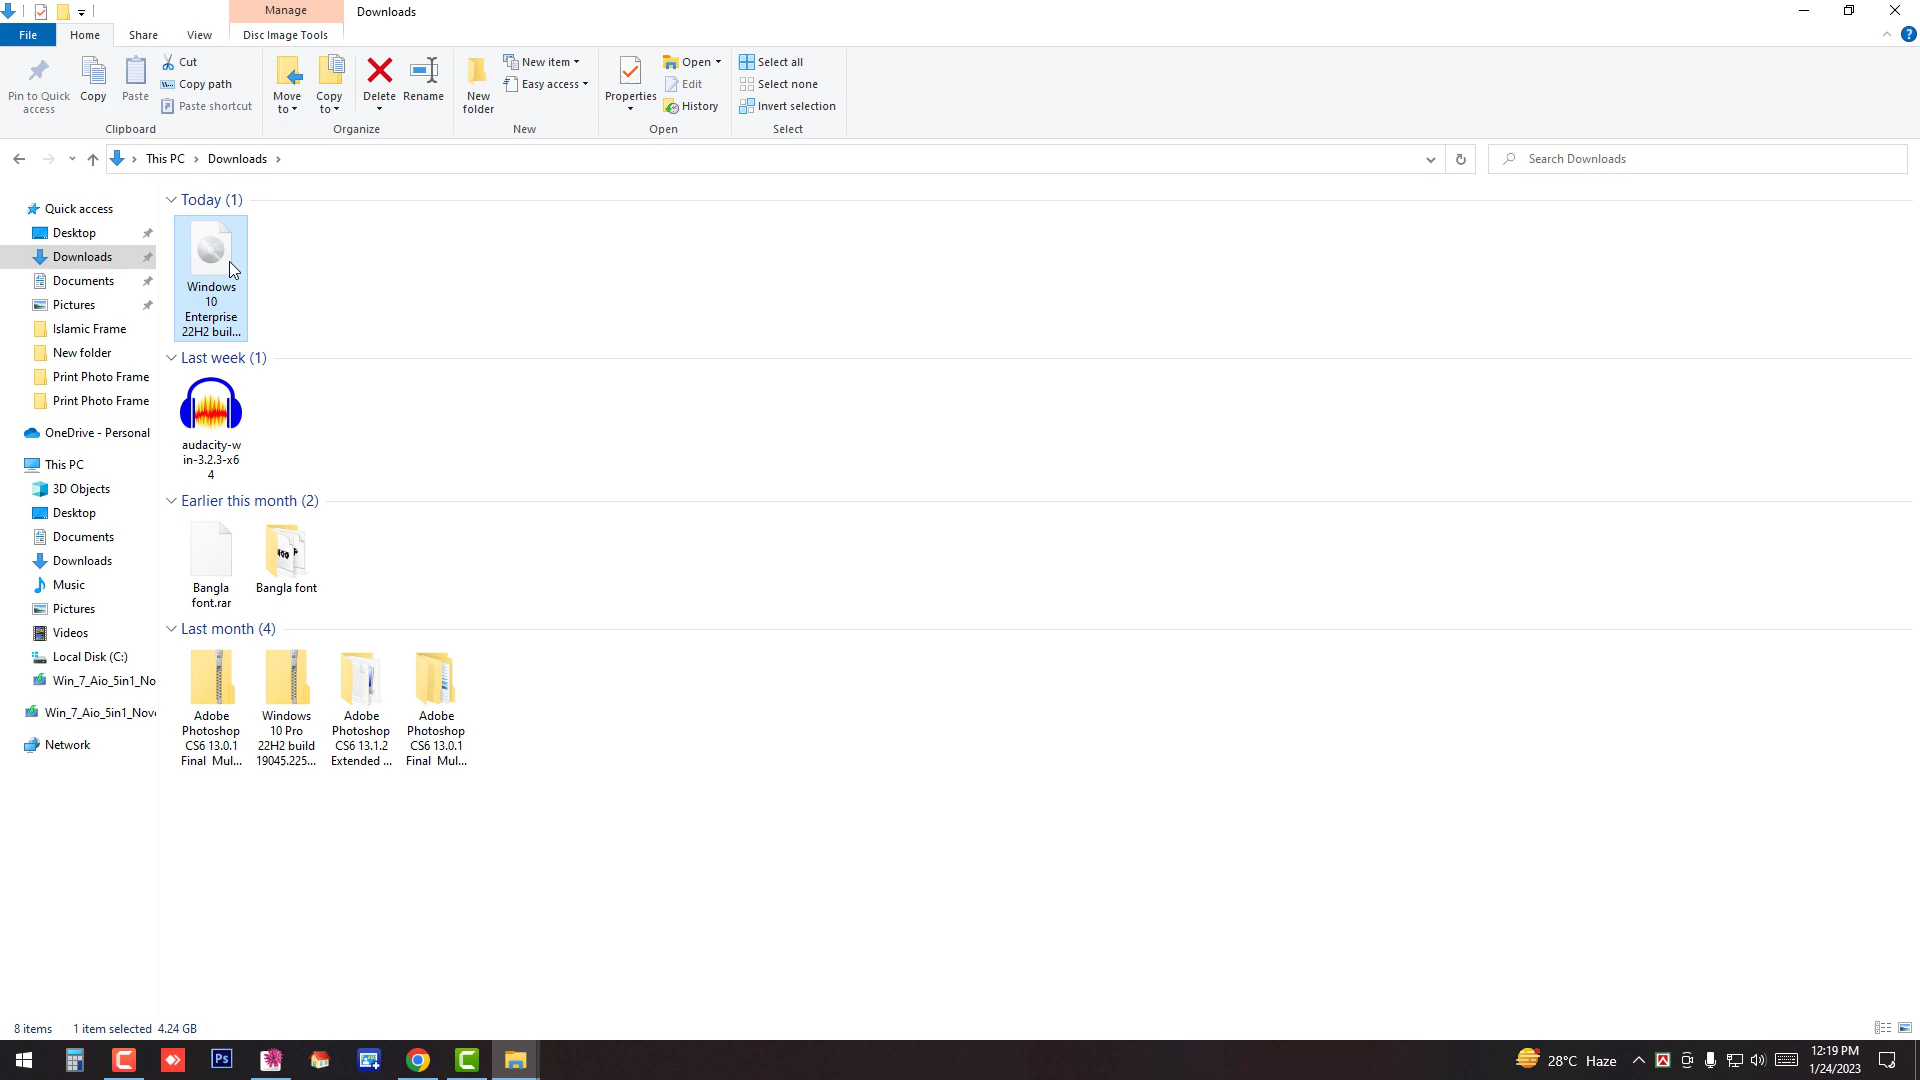 Manage
Downloads
File
Home
Share
View
Disc Image Tools
Pin to Quick
access
Copy
Paste
Cut
Copy path
Paste shortcut
Clipboard
Move
to
Copy
to
Delete
Rename
Organize
New
folder
New item
Easy access
New
Properties
Open
Edit
History
Open
Select all
Select none
Invert selection
Select
This PC
Downloads
Search Downloads
Quick access
Desktop
Downloads
Documents
Pictures
Islamic Frame
New folder
Print Photo Frame
Print Photo Frame
OneDrive - Personal
This PC
3D Objects
Desktop
Documents
Downloads
Music
Pictures
Videos
Local Disk (C:)
Win_7_Aio_5in1_No
Win_7_Aio_5in1_Nov
Network
Today (1)
Windows
10
Enterprise
22H2 buil...
Last week (1)
audacity-w
in-3.2.3-x6
4
Earlier this month (2)
Bangla
font.rar
Bangla font
Last month (4)
Adobe
Photoshop
CS6 13.0.1
Final Mul...
Windows
10 Pro
22H2 build
19045.225...
Adobe
Photoshop
CS6 13.1.2
Extended ...
Adobe
Photoshop
CS6 13.0.1
Final Mul...
8 items
1 item selected 4.24 GB
Ps
28°C Haze
12:19 PM
1/24/2023